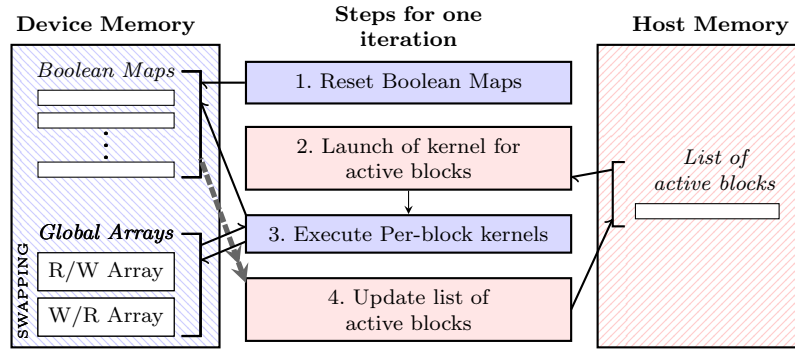 Device Memory
Steps for one
iteration
Host Memory
Boolean Maps
1. Reset Boolean Maps
2. Launch of kernel for
active blocks
List of
active blocks
3. Execute Per-block kernels
Global Arrays
SWAPPING
R/W Array
W/R Array
4. Update list of
active blocks